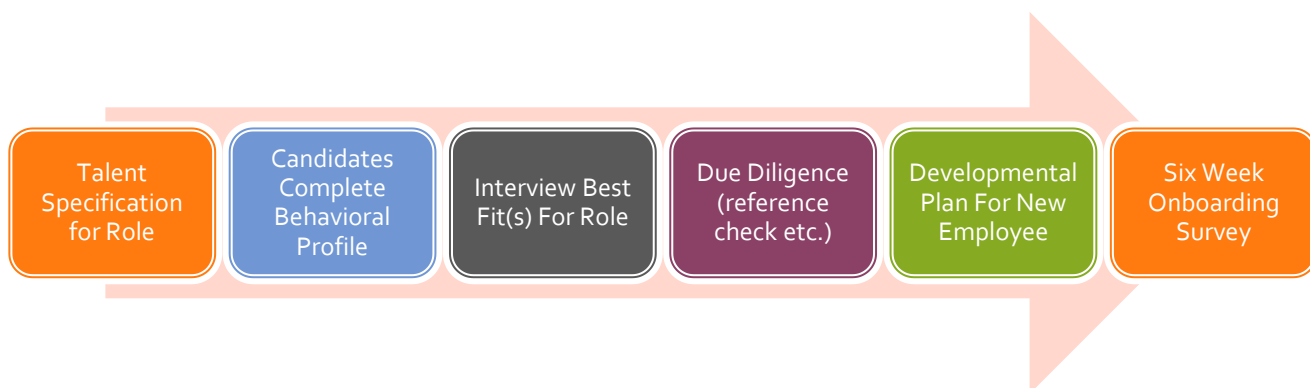 Talent
Specification
for Role
Candidates
Complete
Behavioral
Profile
Interview Best
Fit(s) For Role
Due Diligence
(reference
check etc.)
Developmental
Plan For New
Employee
Six Week
Onboarding
Survey